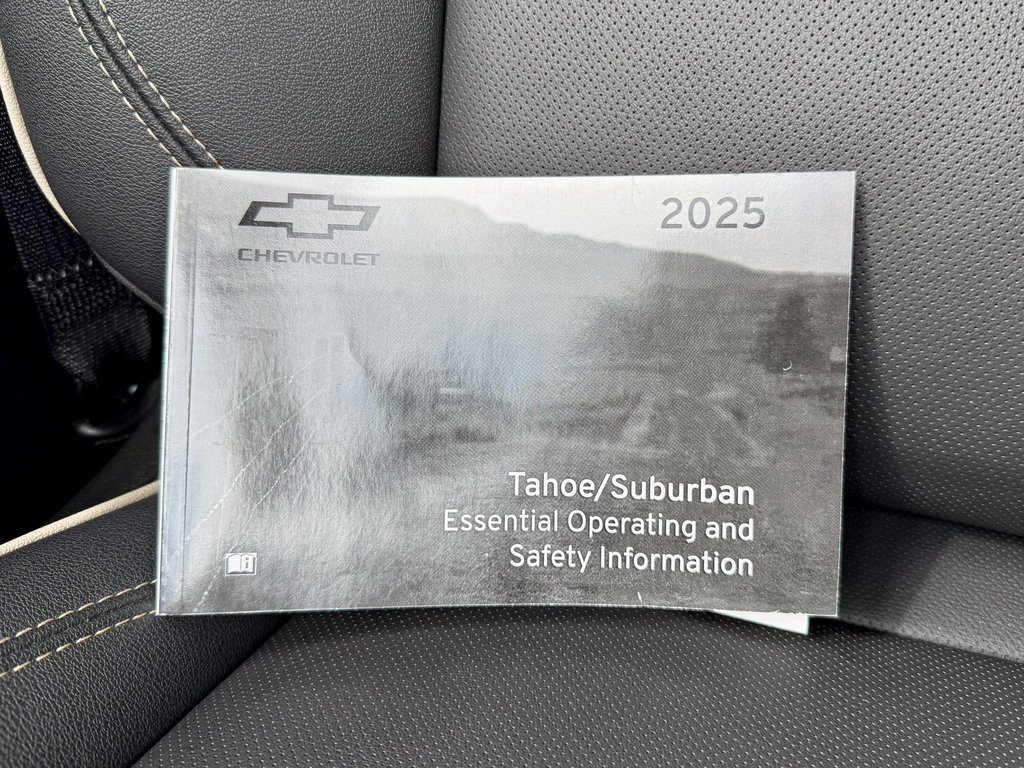 CHEVROLET
2025
Tahoe/Suburban
Essential Operating and
Safety Information